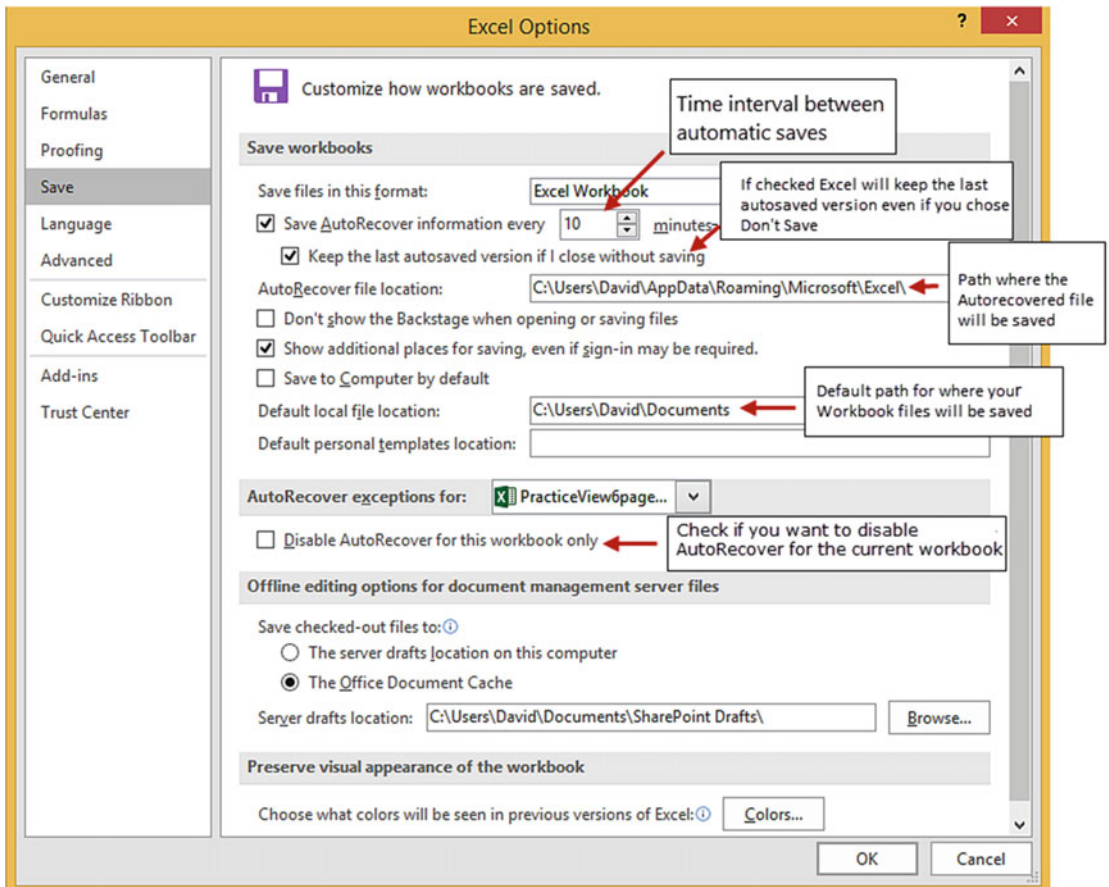 Excel Options
?
×
General
Formulas
Proofing
Save
Language
Advanced
Customize Ribbon
Quick Access Toolbar
Add-ins
Trust Center
Customize how workbooks are saved.
Time interval between
automatic saves
Save workbooks
Save files in this format:
Excel Workbook
If checked Excel will keep the last
autosaved version even if you chose
Don't Save
Save AutoRecover information every
10
minutes
Keep the last autosaved version if I close without saving
AutoRecover file location:
C:\Users\David\AppData\Roaming\Microsoft\Excel\
Path where the
Autorecovered file
will be saved
Don't show the Backstage when opening or saving files
Show additional places for saving, even if sign-in may be required.
Save to Computer by default
Default local file location:
C:\Users\David\Documents
Default path for where your
Workbook files will be saved
Default personal templates location:
AutoRecover exceptions for:
PracticeView6page...
Disable AutoRecover for this workbook only
Check if you want to disable
AutoRecover for the current workbook
Offline editing options for document management server files
Save checked-out files to:
The server drafts location on this computer
The Office Document Cache
Server drafts location:
C:\Users\David\Documents\SharePoint Drafts\
Browse...
Preserve visual appearance of the workbook
Choose what colors will be seen in previous versions of Excel:
Colors...
OK
Cancel